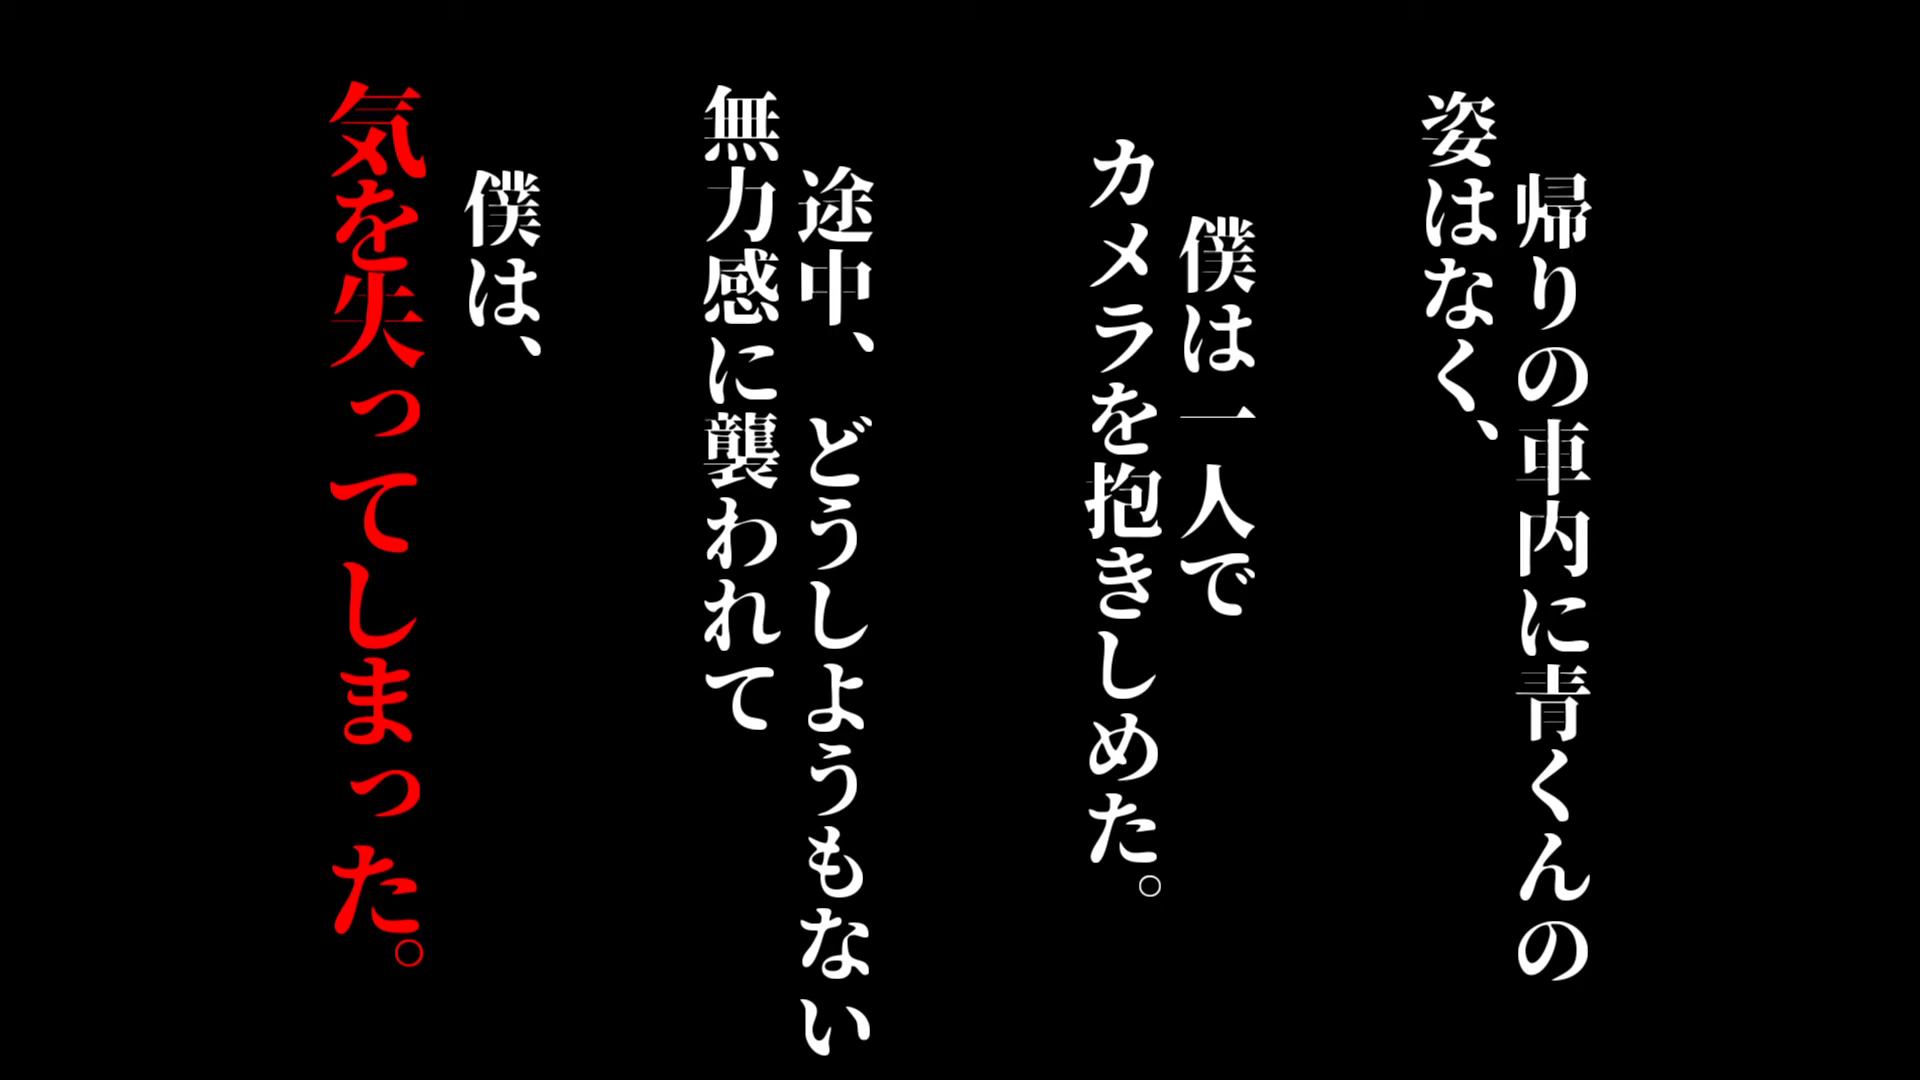 帰りの車内に青くんの
姿はなく、
僕は一人で
カメラを抱きしめた。
途中、どうしようもない
無力感に襲われて
僕は、
気を失ってしまった。